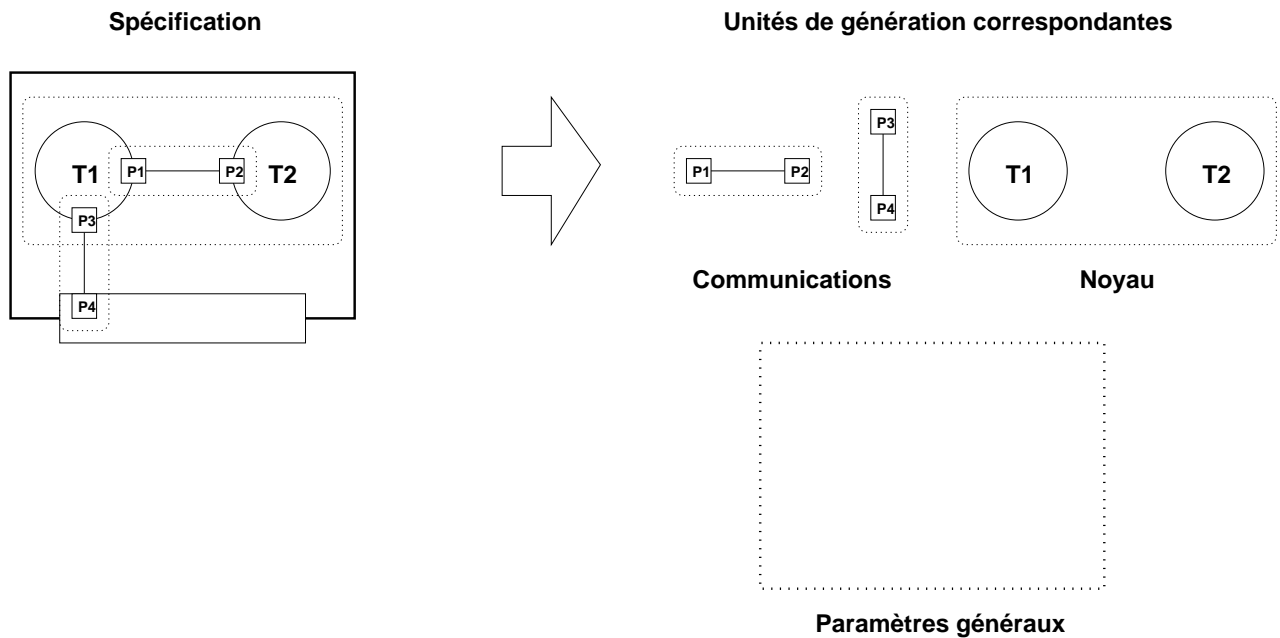 Spécification
Unités de génération correspondantes
T1
P1
P2
T2
P3
P4
P1
P2
P3
P4
T1
T2
Communications
Noyau
Paramètres généraux